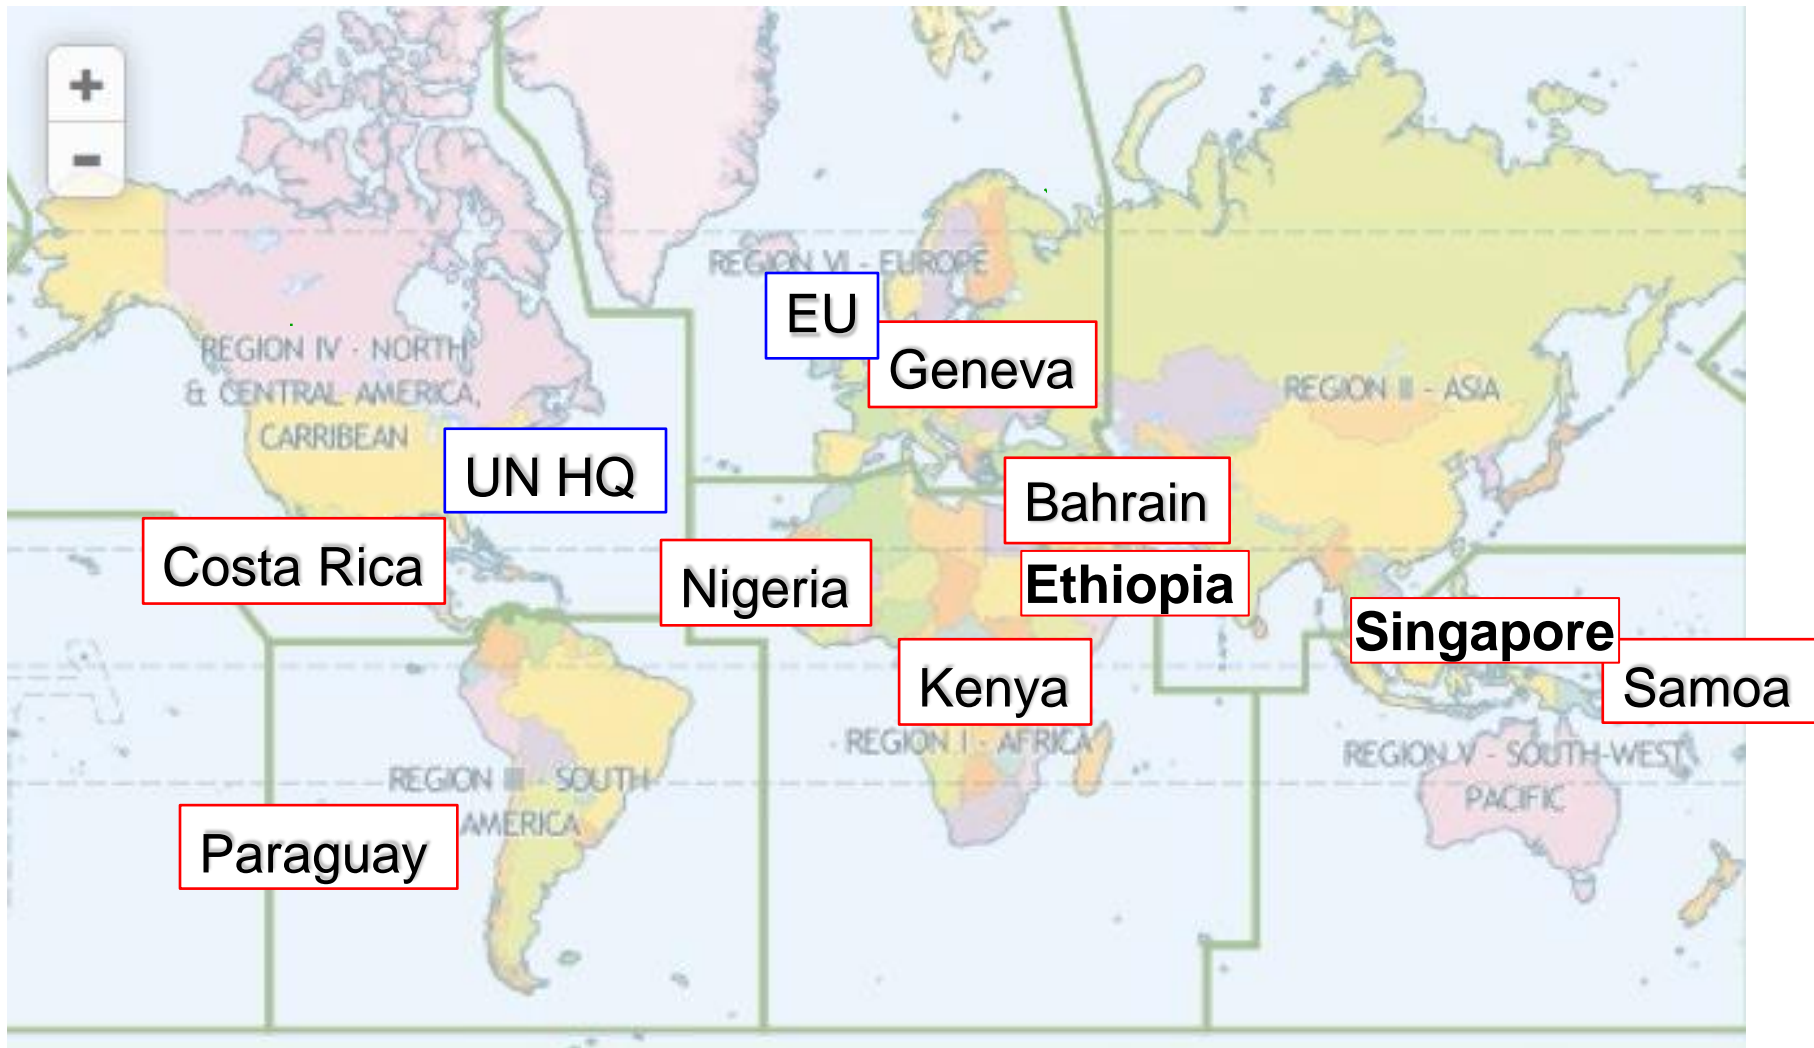 +
-
REGION VI - EUROPE
EU
REGION IV - NORTH
& CENTRAL AMERICA,
CARRIBEAN
Geneva
REGION II - ASIA
UN HQ
Bahrain
Costa Rica
Nigeria
Ethiopia
Singapore
Kenya
Samoa
REGION I - AFRICA
REGION V - SOUTH-WEST
PACIFIC
REGION III - SOUTH
AMERICA
Paraguay